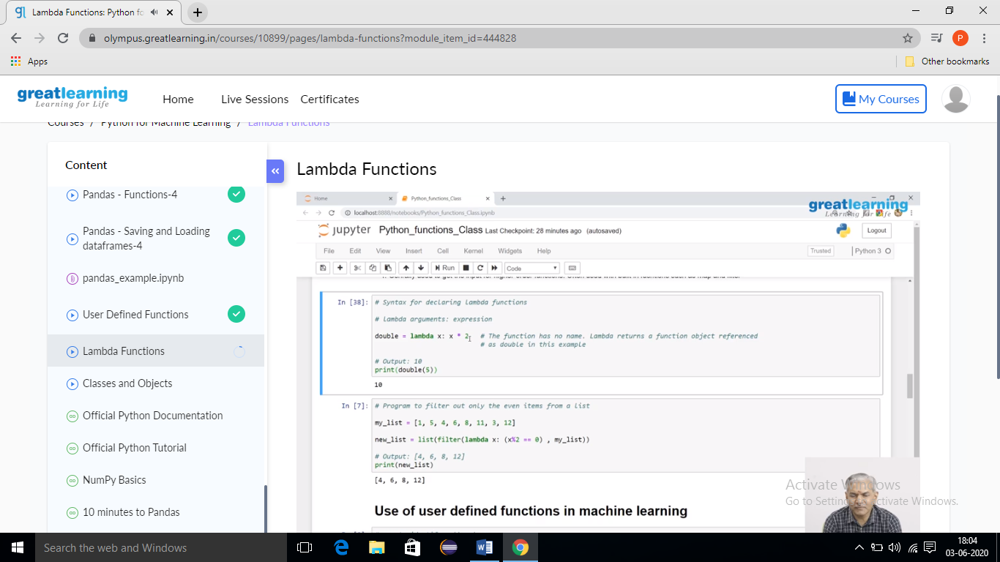 Lambda Functions: Python fo
olympus.greatlearning.in/courses/10899/pages/lambda-functions?module_item_id=444828
P
Apps
Other bookmarks
greatlearning
Learning for Life
Home
Live Sessions
Certificates
My Courses
Courses / Python for Machine Learning / Lambda Functions
Content
Pandas - Functions-4
Pandas - Saving and Loading
dataframes-4
pandas_example.ipynb
User Defined Functions
Lambda Functions
Classes and Objects
Official Python Documentation
Official Python Tutorial
NumPy Basics
10 minutes to Pandas
Lambda Functions
Home
Python_functions_Class
greatlearning
Learning for Life
localhost:8888/notebooks/Python_functions_Class.ipynb
jupyter Python_functions_Class Last Checkpoint: 28 minutes ago (autosaved)
Logout
File Edit View Insert Cell Kernel Widgets Help
Trusted
Python 3
Run
Code
In [38]: # Syntax for declaring lambda functions
# lambda arguments: expression
double = lambda x: x * 2 # The function has no name. Lambda returns a function object referenced
# as double in this example
# Output: 10
print(double(5))
10
In [7]: # Program to filter out only the even items from a list
my_list = [1, 5, 4, 6, 8, 11, 3, 12]
new_list = list(filter(lambda x: (x%2 == 0) , my_list))
# Output: [4, 6, 8, 12]
print(new_list)
[4, 6, 8, 12]
Use of user defined functions in machine learning
Activate Windows
Go to Settings to activate Windows.
Search the web and Windows
18:04
03-06-2020